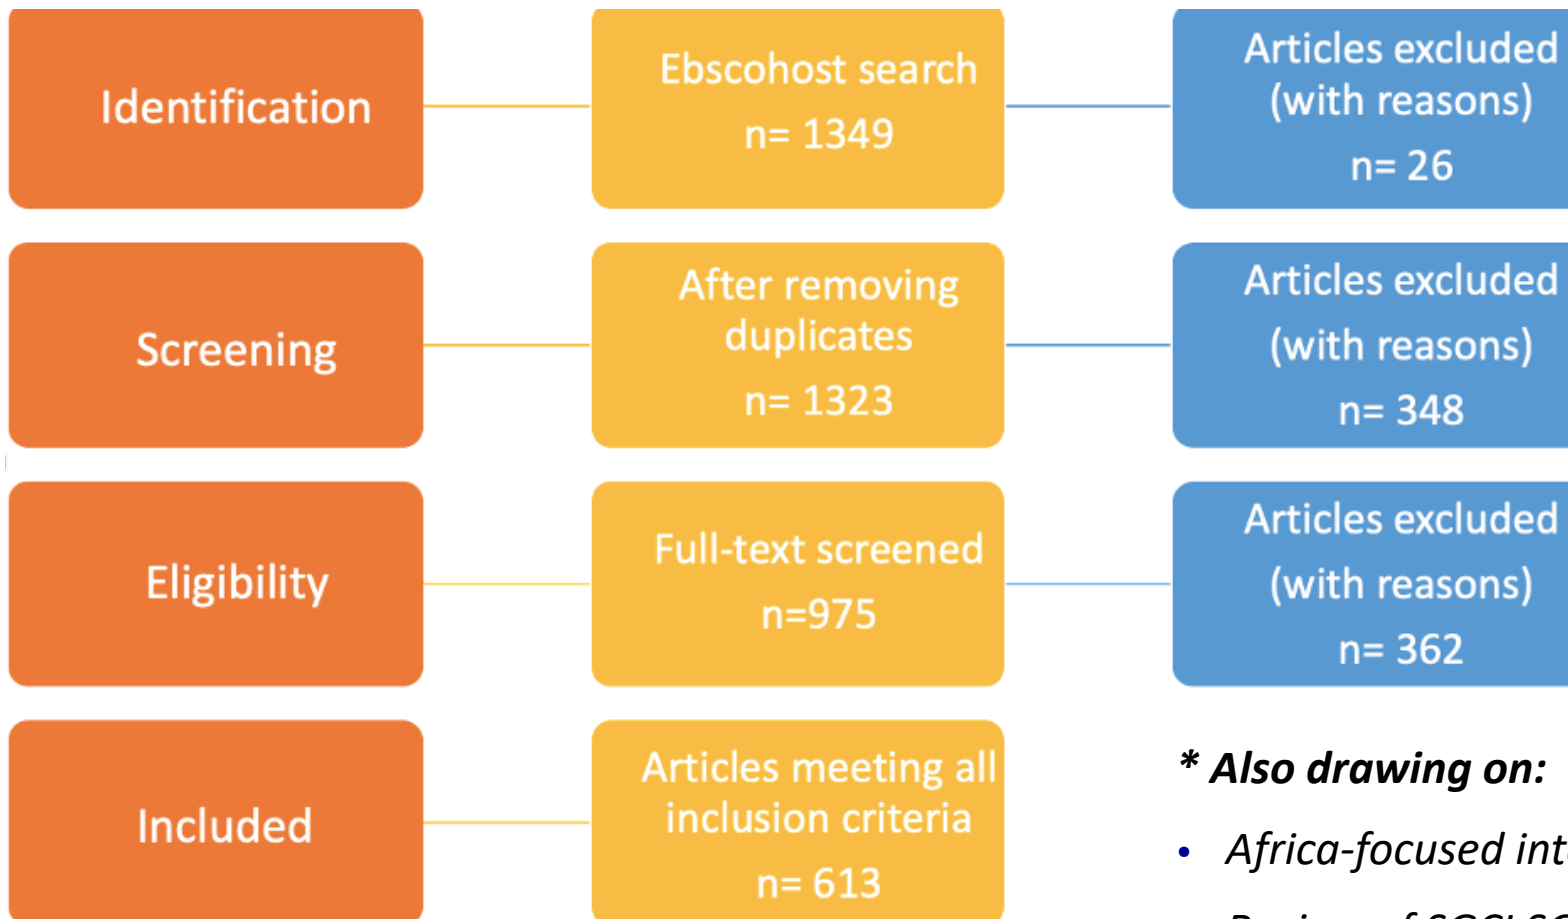 Identification
Ebscohost search
n= 1349
Articles excluded
(with reasons)
n= 26
Screening
After removing
duplicates
n= 1323
Articles excluded
(with reasons)
n= 348
Eligibility
Full-text screened
n=975
Articles excluded
(with reasons)
n= 362
Included
Articles meeting all
inclusion criteria
n= 613
* Also drawing on:
• Africa-focused